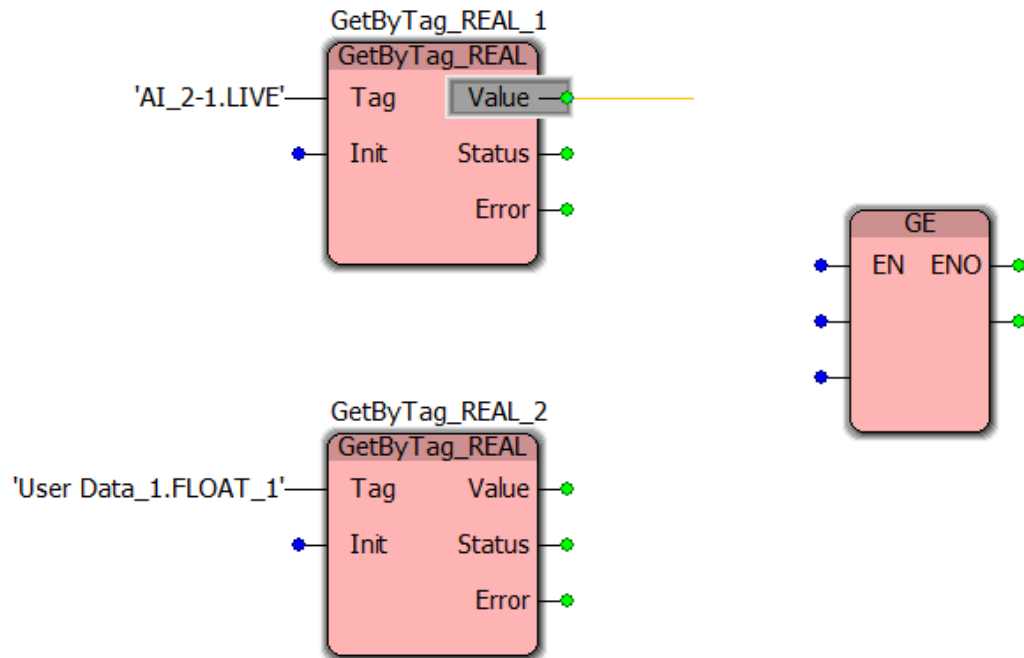 GetByTag_REAL_1
GetByTag_REAL
'AI_2-1.LIVE' Tag Value
Init Status
Error
GE
EN ENO
GetByTag_REAL_2
GetByTag_REAL
'User Data_1.FLOAT_1' Tag Value
Init Status
Error